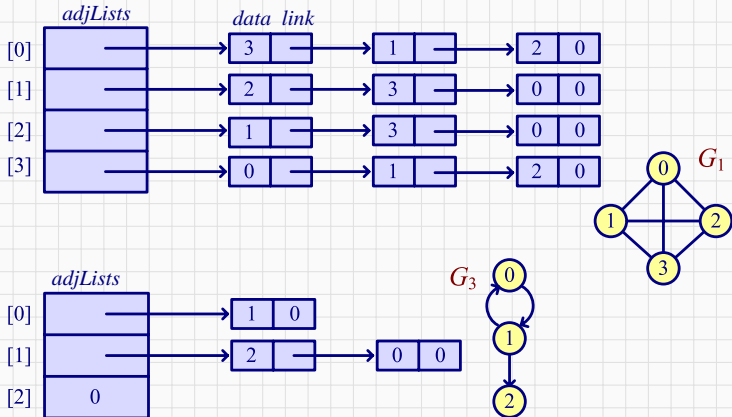 adjLists
data link
[0] 3 1 2 0
[1] 2 3 0 0
[2] 1 3 0 0
[3] 0 1 2 0
G1
0
1 2
3
adjLists
[0] 1 0
[1] 2 0 0
[2] 0
G3
0
1
2